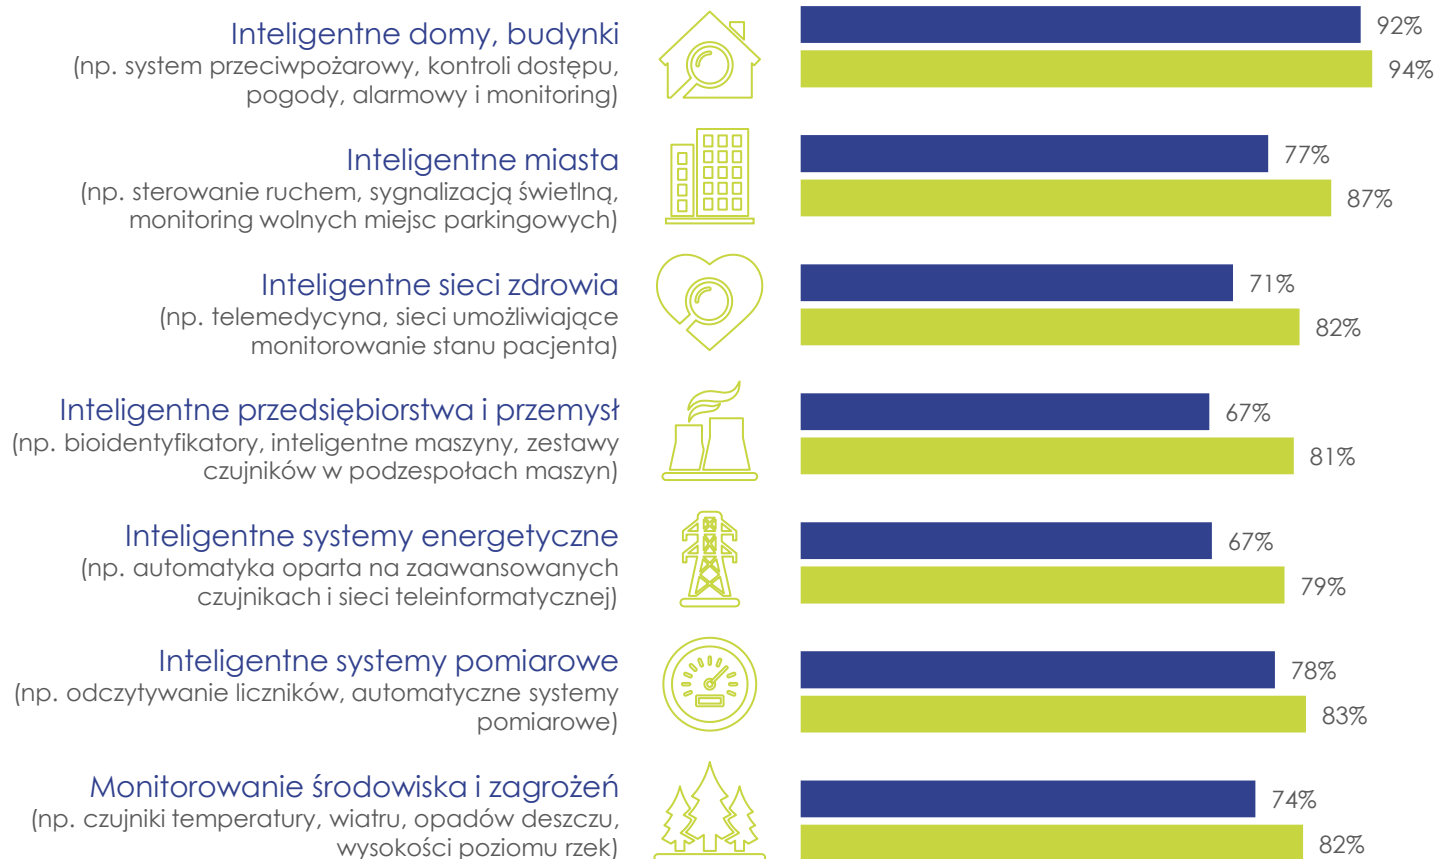 Inteligentne domy, budynki
(np. system przeciwpożarowy, kontroli dostępu,
pogody, alarmowy i monitoring)
92%
94%
Inteligentne miasta
(np. sterowanie ruchem, sygnalizacją świetlną,
monitoring wolnych miejsc parkingowych)
77%
87%
Inteligentne sieci zdrowia
(np. telemedycyna, sieci umożliwiające
monitorowanie stanu pacjenta)
71%
82%
Inteligentne przedsiębiorstwa i przemysł
(np. bioidentyfikatory, inteligentne maszyny, zestawy
czujników w podzespołach maszyn)
67%
81%
Inteligentne systemy energetyczne
(np. automatyka oparta na zaawansowanych
czujnikach i sieci teleinformatycznej)
67%
79%
Inteligentne systemy pomiarowe
(np. odczytywanie liczników, automatyczne systemy
pomiarowe)
78%
83%
Monitorowanie środowiska i zagrożeń
(np. czujniki temperatury, wiatru, opadów deszczu,
wysokości poziomu rzek)
74%
82%